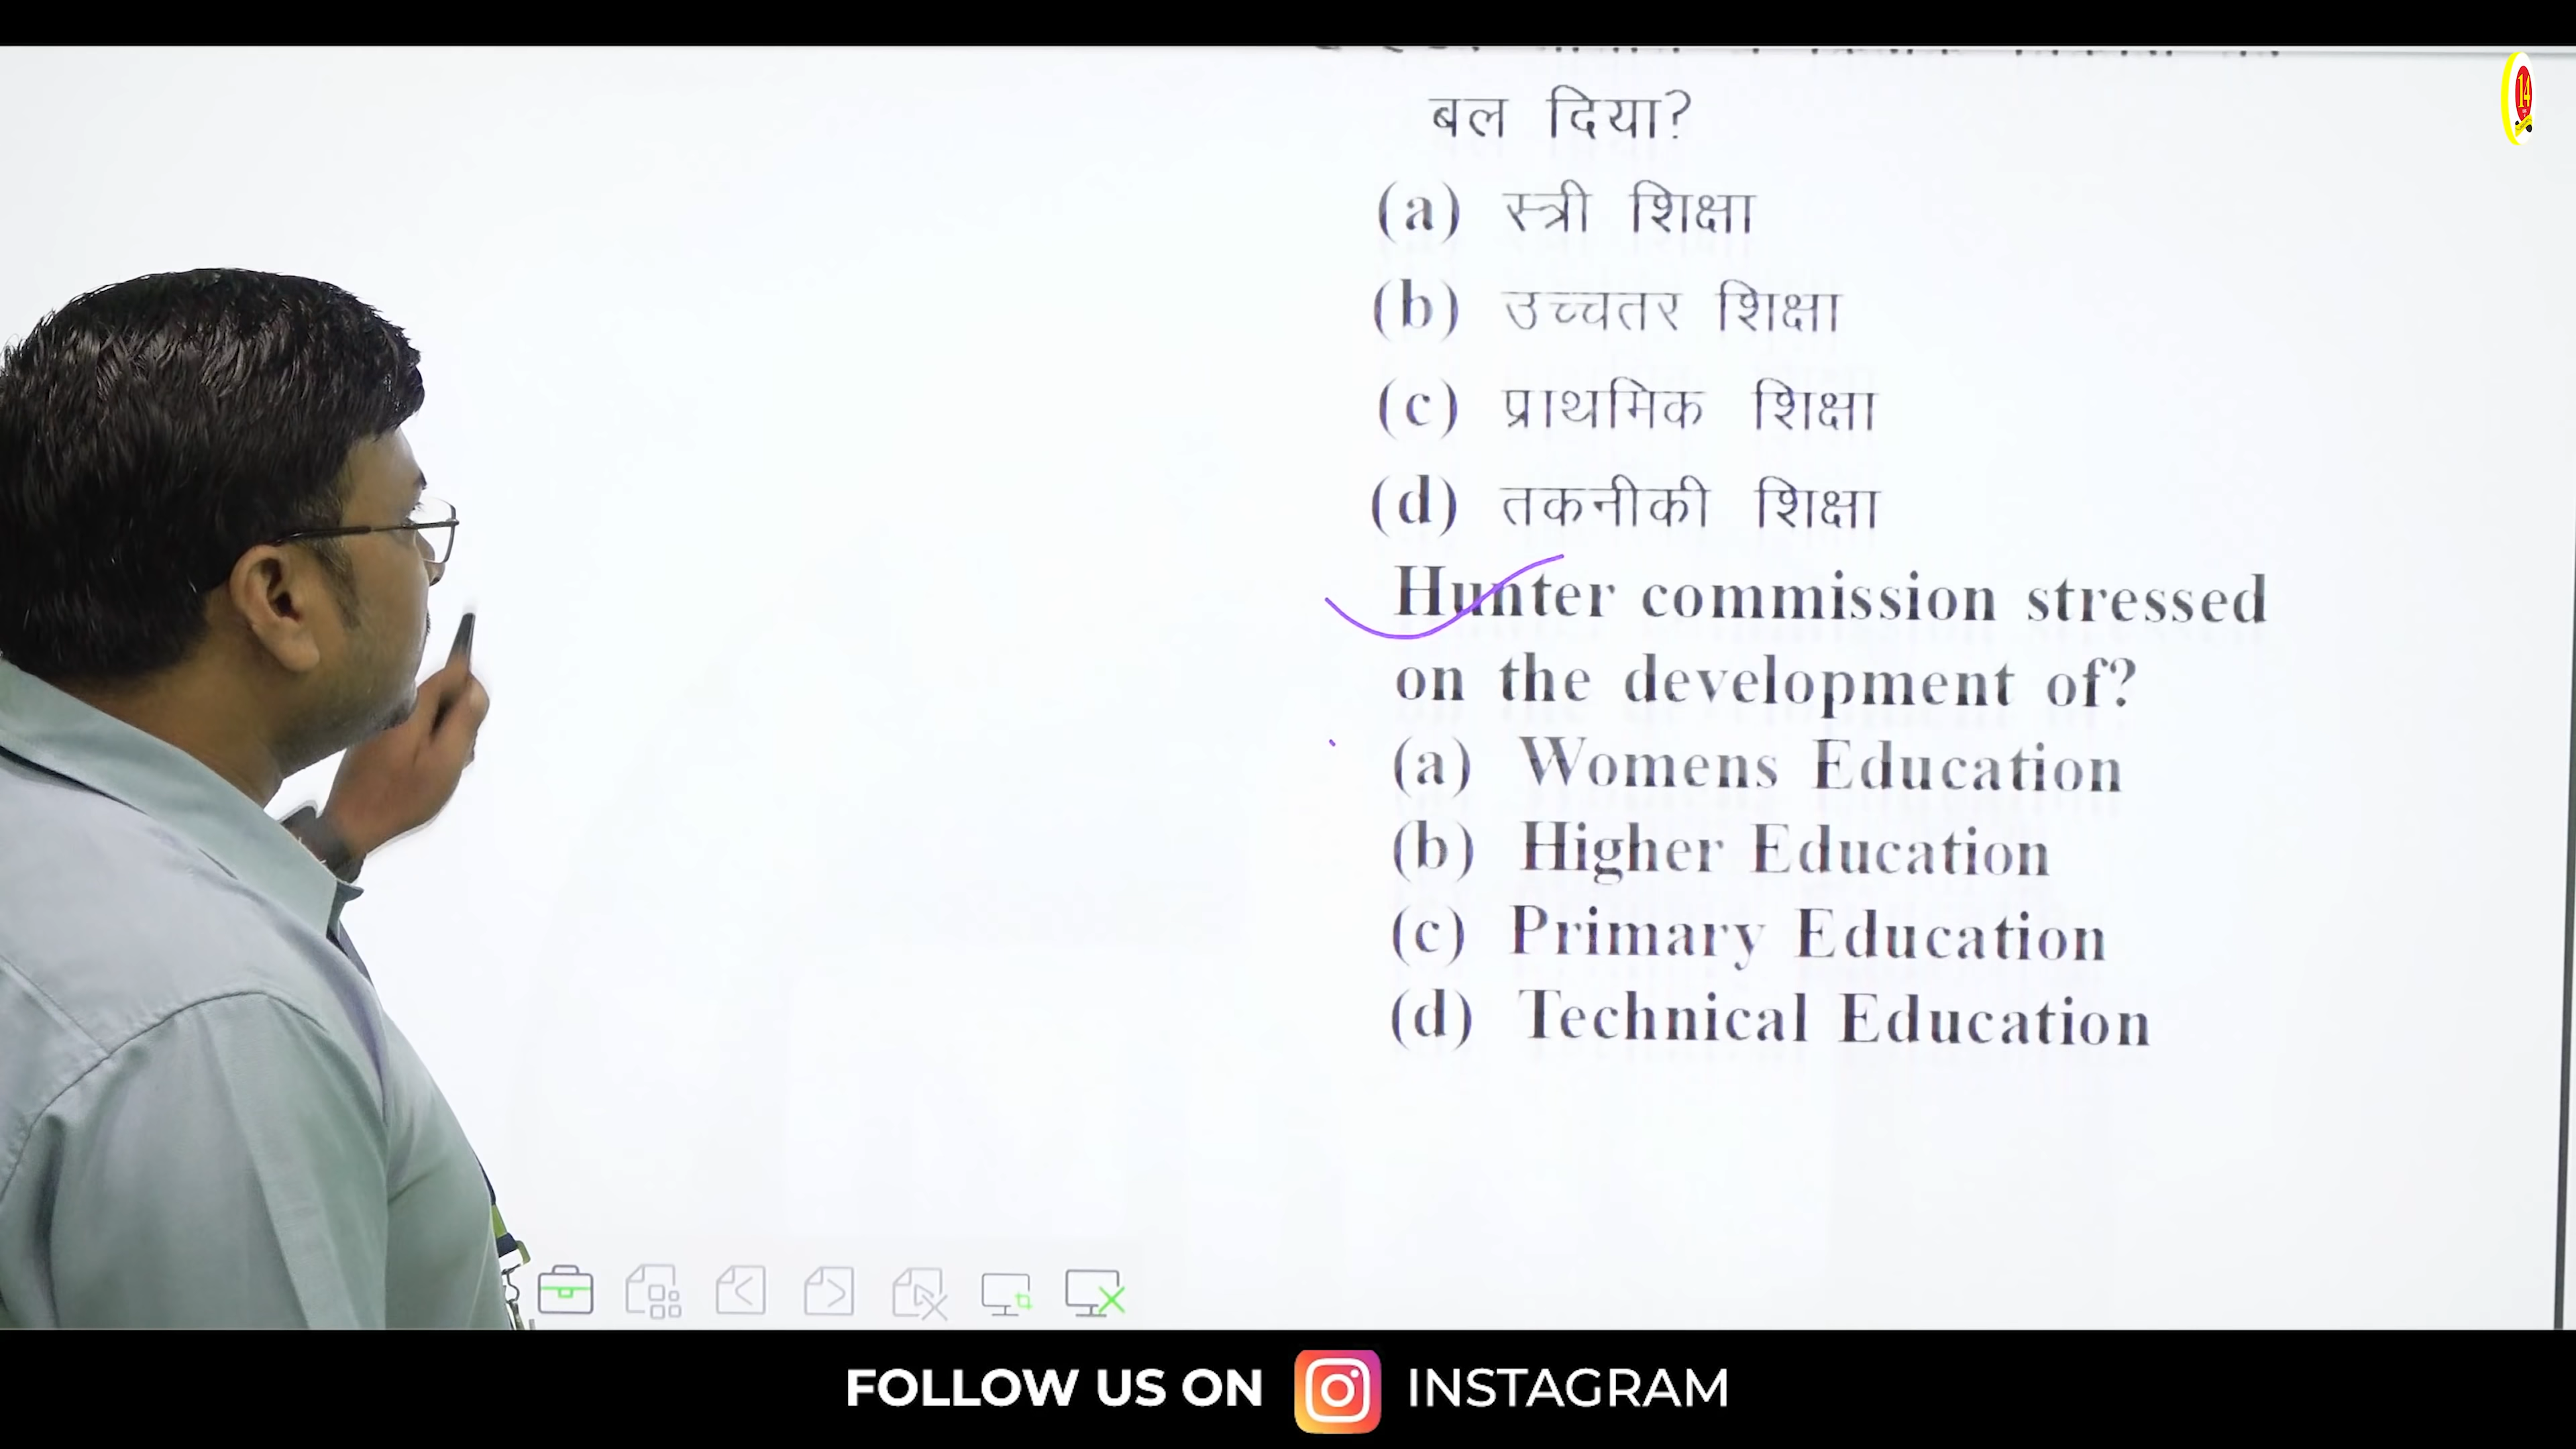 बल दिया?
(a) स्त्री शिक्षा
(b) उच्चतर शिक्षा
(c) प्राथमिक शिक्षा
(d) तकनीकी शिक्षा
Hunter commission stressed
on the development of?
(a) Womens Education
(b) Higher Education
(c) Primary Education
(d) Technical Education
14
FOLLOW US ON INSTAGRAM